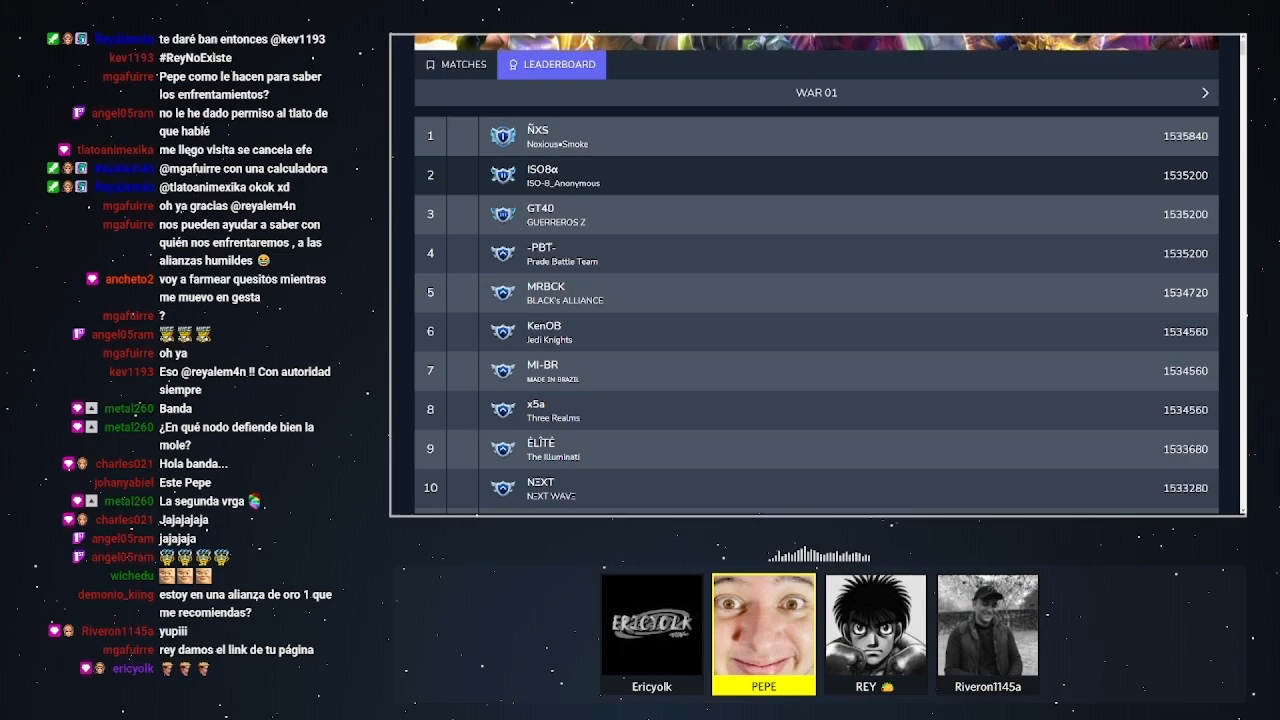 te daré ban entonces @kev1193
kev1193 #ReyNoExiste
mgafuirre Pepe como le hacen para saber
los enfrentamientos?
angel05ram no le he dado permiso al tlato de
que hablé
tlatoanimexika me llego visita se cancela efe
@mgafuirre con una calculadora
@tlatoanimexika okok xd
mgafuirre oh ya gracias @reyalem4n
mgafuirre nos pueden ayudar a saber con
quién nos enfrentaremos , a las
alianzas humildes 😂
ancheto2 voy a farmear quesitos mientras
me muevo en gesta
mgafuirre ?
angel05ram
mgafuirre oh ya
kev1193 Eso @reyalem4n !! Con autoridad
siempre
metal260 Banda
metal260 ¿En qué nodo defiende bien la
mole?
charles021 Hola banda...
johanyabiel Este Pepe
metal260 La segunda vrga
charles021 Jajajajaja
angel05ram jajajaja
angel05ram
wichedu
demonio_kiing estoy en una alianza de oro 1 que
me recomiendas?
Riveron1145a yupiii
mgafuirre rey damos el link de tu página
ericyolk
MATCHES LEADERBOARD
WAR 01
1 ÑXS 1535840
Noxious•Smoke
2 ISO8α 1535200
ISO-8_Anonymous
3 GT40 1535200
GUERREROS Z
4 -PBT- 1535200
Prade Battle Team
5 MRBCK 1534720
BLACK's ALLIANCE
6 KenOB 1534560
Jedi Knights
7 MI-BR 1534560
MADE IN BRAZIL
8 x5a 1534560
Three Realms
9 ÉLÎTÉ 1533680
The Illuminati
10 NΞXT 1533280
NΞXT WAVΞ
ERICYOLK
Ericyolk PEPE REY 🌮 Riveron1145a